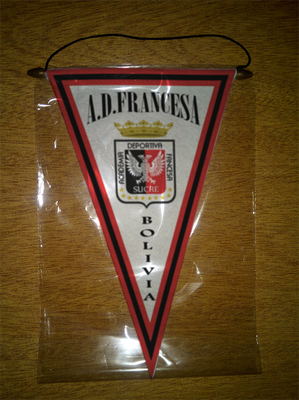 A.D.FRANCESA
DEPORTIVA
ACADEMIA
FRANCESA
SUCRE
BOLIVIA